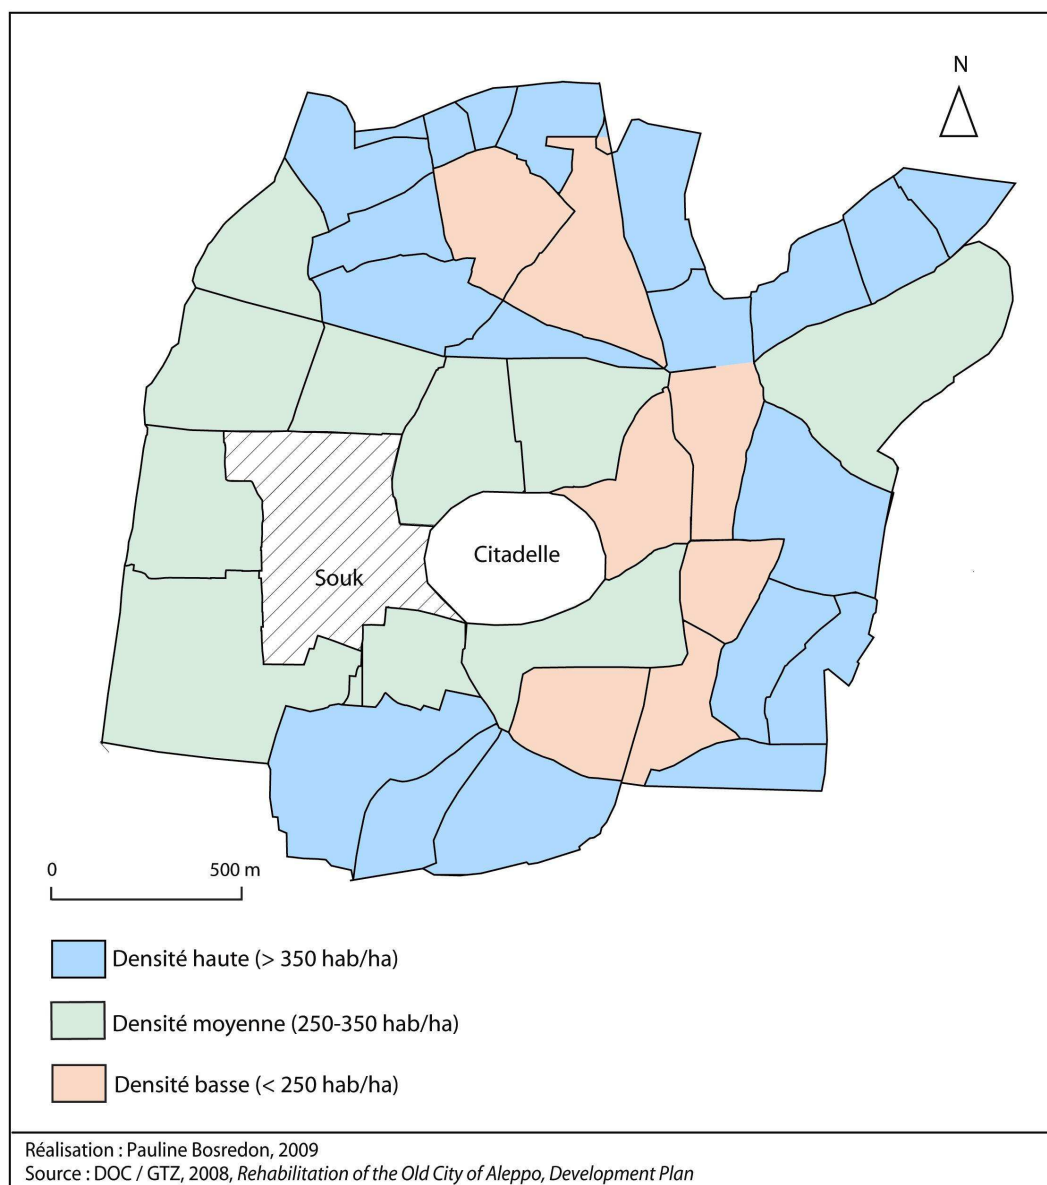 N
Citadelle
Souk
0 500 m
Densité haute (> 350 hab/ha)
Densité moyenne (250-350 hab/ha)
Densité basse (< 250 hab/ha)
Réalisation : Pauline Bosredon, 2009
Source : DOC / GTZ, 2008, Rehabilitation of the Old City of Aleppo, Development Plan